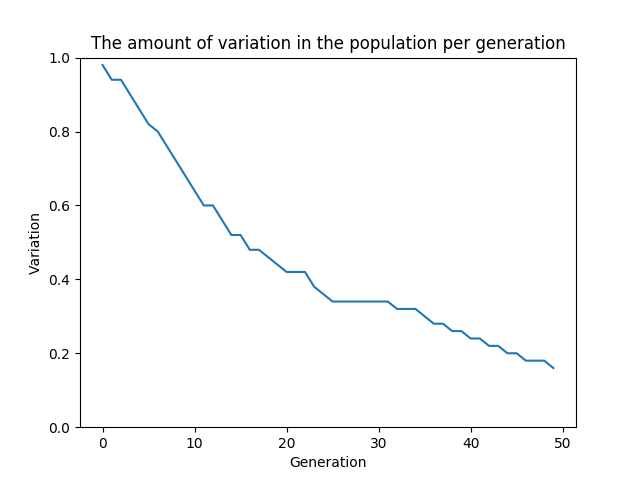 The amount of variation in the population per generation
1.0
0.8
0.6
0.4
0.2
0.0
Variation
0 10 20 30 40 50
Generation